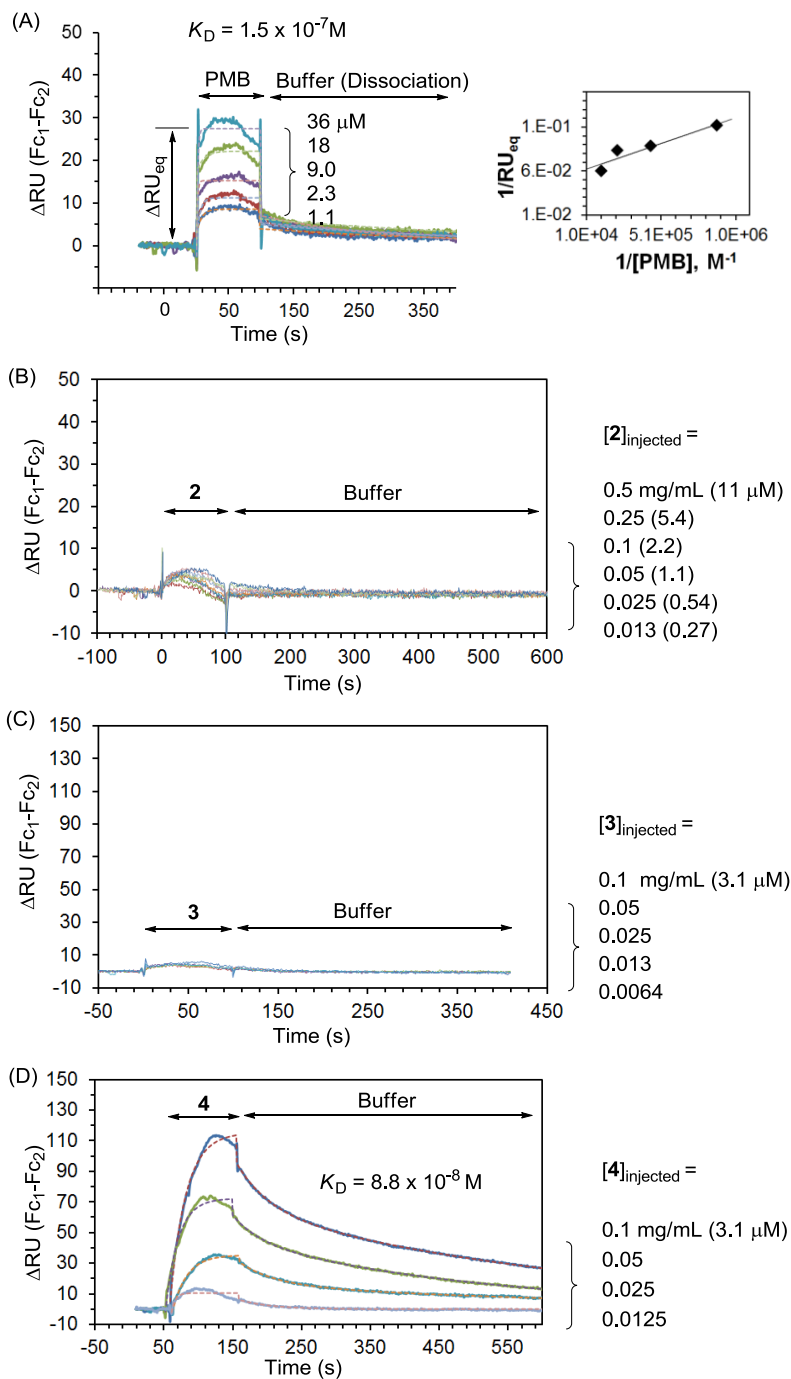 (A)
K_D = 1.5 x 10⁻⁷M
PMB
Buffer (Dissociation)
36 μM
18
9.0
2.3
1.1
ΔRU_eq
ΔRU (Fc₁-Fc₂)
50
40
30
20
10
0
0
50
150
250
350
Time (s)
1/RU_eq
1.E-01
6.E-02
1.E-02
1.0E+04
5.1E+05
1.0E+06
1/[PMB], M⁻¹
(B)
ΔRU (Fc₁-Fc₂)
50
40
30
20
10
0
-10
2
Buffer
-100
0
100
200
300
400
500
600
Time (s)
[2]injected =
0.5 mg/mL (11 μM)
0.25 (5.4)
0.1 (2.2)
0.05 (1.1)
0.025 (0.54)
0.013 (0.27)
(C)
ΔRU (Fc₁-Fc₂)
150
130
110
90
70
50
30
10
-10
3
Buffer
-50
50
150
250
350
450
Time (s)
[3]injected =
0.1 mg/mL (3.1 μM)
0.05
0.025
0.013
0.0064
(D)
ΔRU (Fc₁-Fc₂)
150
130
110
90
70
50
30
10
-10
4
Buffer
K_D = 8.8 x 10⁻⁸ M
-50
50
150
250
350
450
550
Time (s)
[4]injected =
0.1 mg/mL (3.1 μM)
0.05
0.025
0.0125